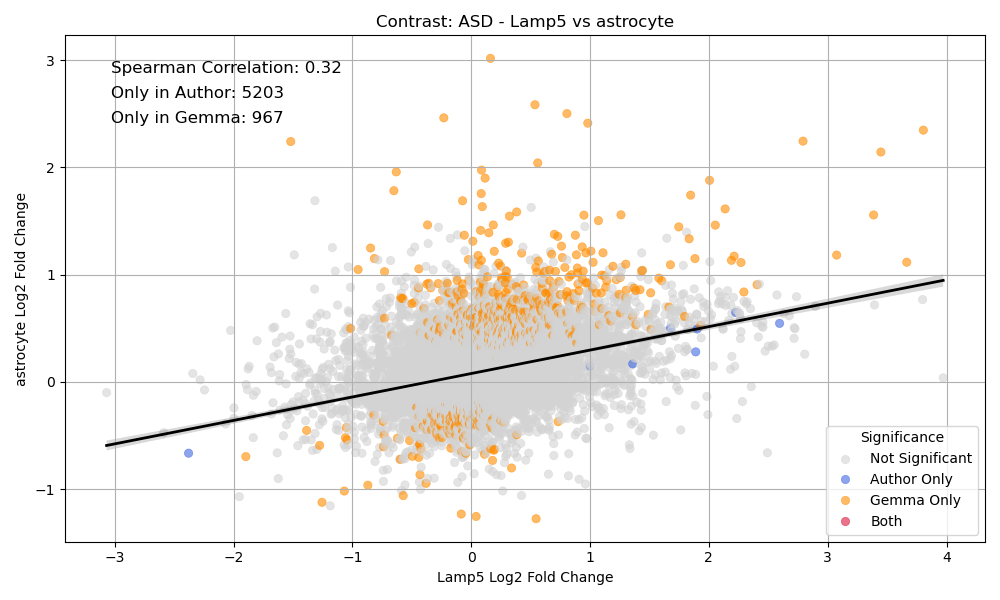 Contrast: ASD - Lamp5 vs astrocyte
Spearman Correlation: 0.32
Only in Author: 5203
Only in Gemma: 967
astrocyte Log2 Fold Change
3
2
1
0
−1
−3
−2
−1
0
1
2
3
4
Lamp5 Log2 Fold Change
Significance
Not Significant
Author Only
Gemma Only
Both